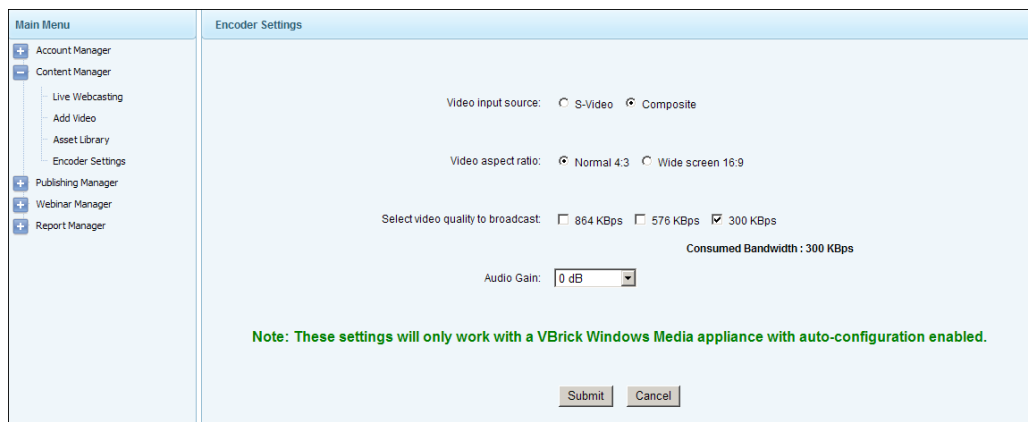 Main Menu
Account Manager
Content Manager
Live Webcasting
Add Video
Asset Library
Encoder Settings
Publishing Manager
Webinar Manager
Report Manager
Encoder Settings
Video input source: S-Video Composite
Video aspect ratio: Normal 4:3 Wide screen 16:9
Select video quality to broadcast: 864 KBps 576 KBps 300 KBps
Consumed Bandwidth : 300 KBps
Audio Gain: 0 dB
Note: These settings will only work with a VBrick Windows Media appliance with auto-configuration enabled.
Submit Cancel